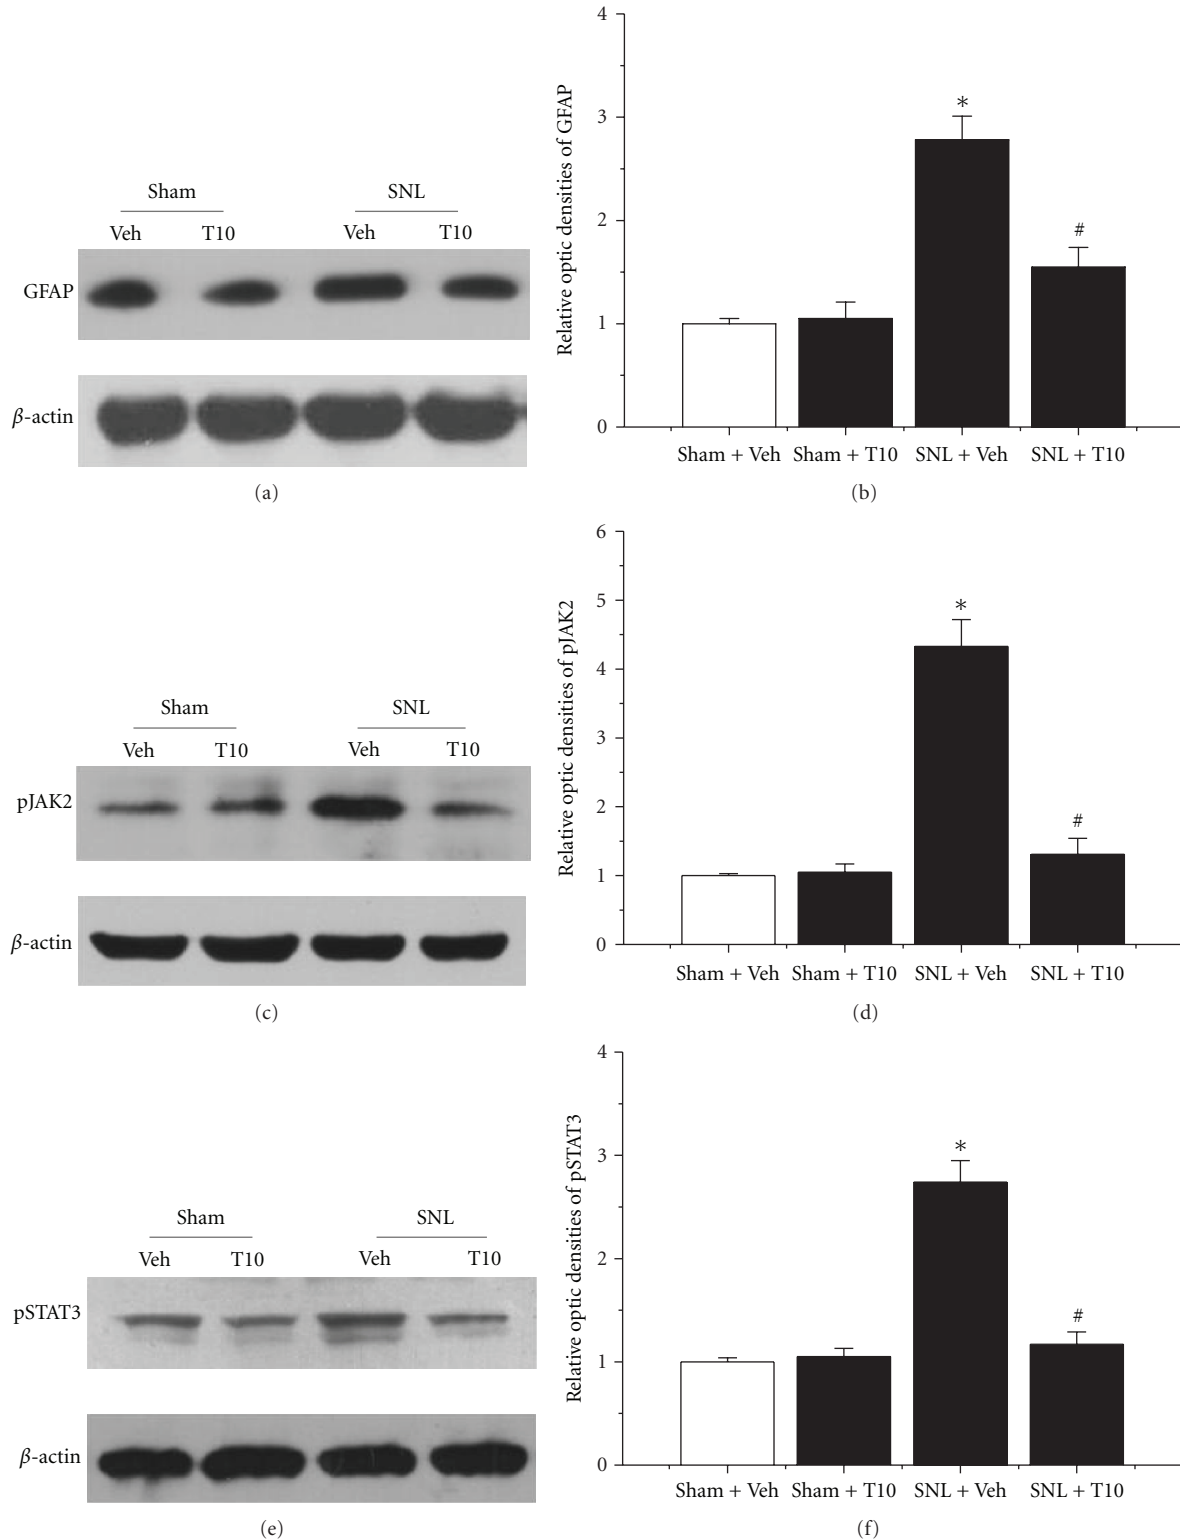 Sham SNL
Veh T10 Veh T10
GFAP
β-actin
(a)
Relative optic densities of GFAP
4
3
2
1
0
*
#
Sham + Veh Sham + T10 SNL + Veh SNL + T10
(b)
Sham SNL
Veh T10 Veh T10
pJAK2
β-actin
(c)
Relative optic densities of pJAK2
6
5
4
3
2
1
0
*
#
Sham + Veh Sham + T10 SNL + Veh SNL + T10
(d)
Sham SNL
Veh T10 Veh T10
pSTAT3
β-actin
(e)
Relative optic densities of pSTAT3
4
3
2
1
0
*
#
Sham + Veh Sham + T10 SNL + Veh SNL + T10
(f)